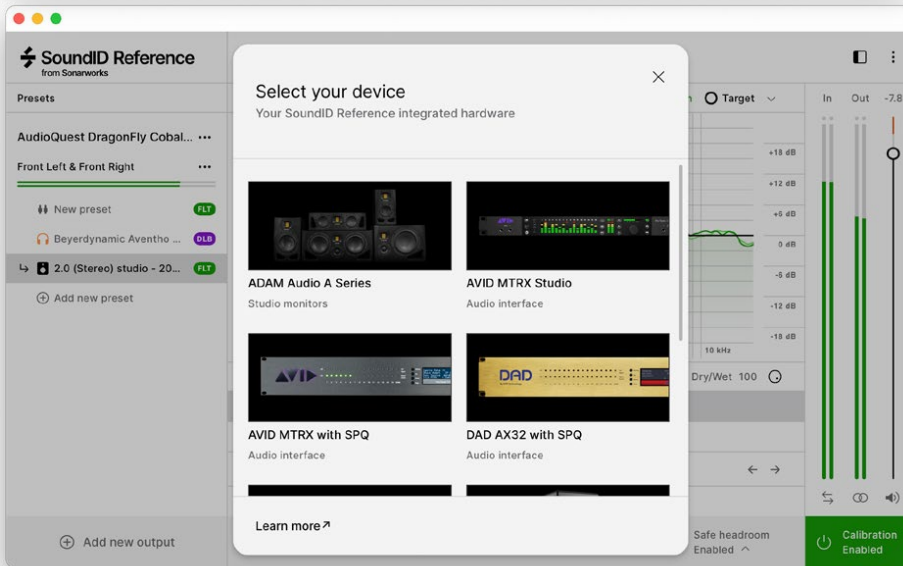 SoundID Reference
from Sonarworks
Presets
AudioQuest DragonFly Cobal...
Front Left & Front Right
New preset
FLT
Beyerdynamic Aventho ...
DLB
2.0 (Stereo) studio - 20...
FLT
Add new preset
Add new output
Select your device
Your SoundID Reference integrated hardware
ADAM Audio A Series
Studio monitors
AVID MTRX Studio
Audio interface
AVID
AVID MTRX with SPQ
Audio interface
DAD
DAD AX32 with SPQ
Audio interface
Learn more↗
Target
+18 dB
+12 dB
+6 dB
0 dB
-6 dB
-12 dB
-18 dB
10 kHz
Dry/Wet 100
Safe headroom
Enabled
In Out -7.8
Calibration
Enabled